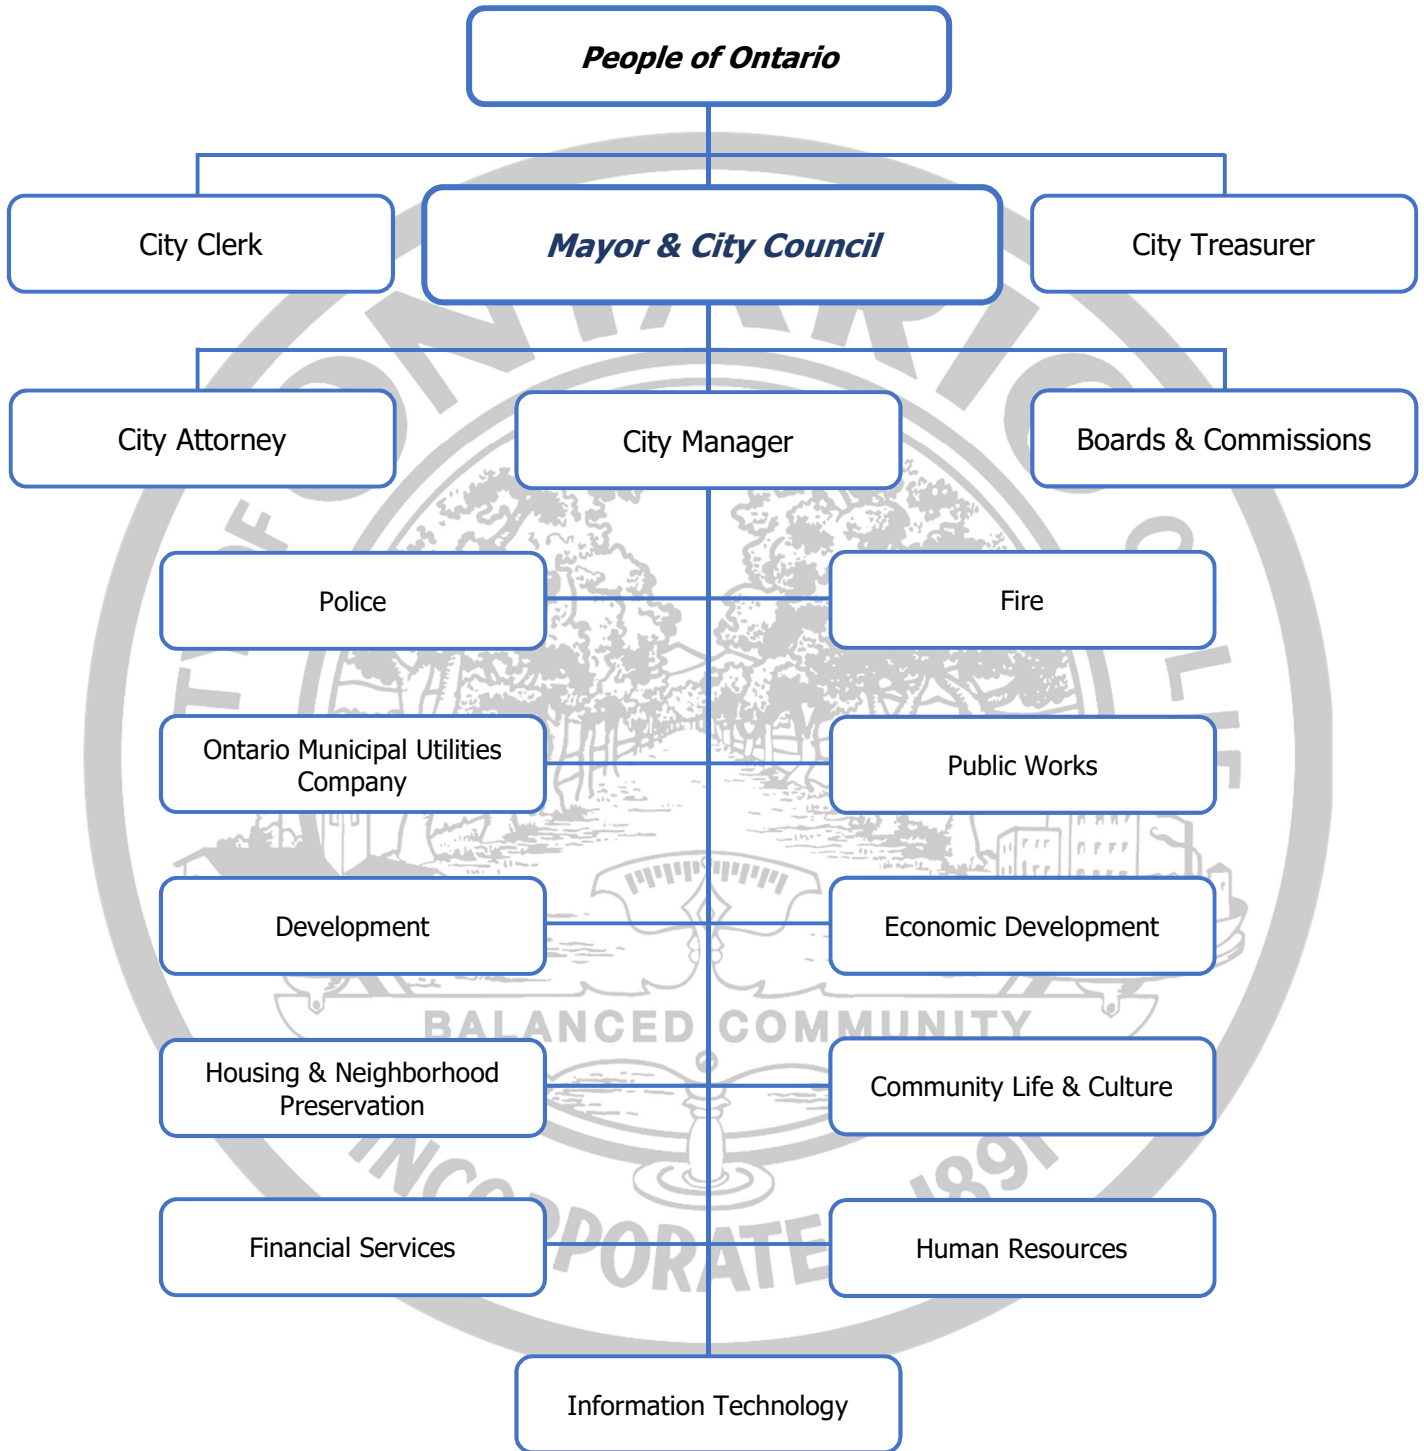 People of Ontario
City Clerk
Mayor & City Council
City Treasurer
City Attorney
City Manager
Boards & Commissions
Police
Fire
Ontario Municipal Utilities
Company
Public Works
Development
Economic Development
BALANCED COMMUNITY
Housing & Neighborhood
Preservation
Community Life & Culture
Financial Services
Human Resources
Information Technology